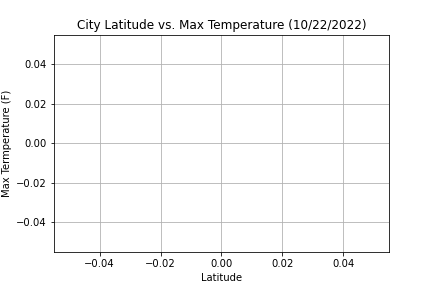 City Latitude vs. Max Temperature (10/22/2022)
Max Termperature (F)
0.04
0.02
0.00
−0.02
−0.04
−0.04 −0.02 0.00 0.02 0.04
Latitude